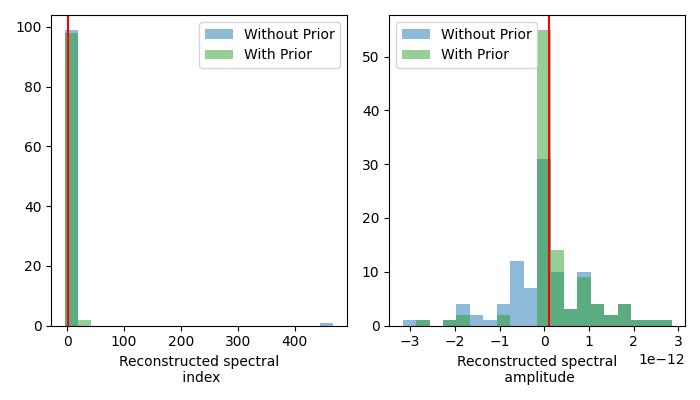 100
80
60
40
20
0
Without Prior
With Prior
0
100
200
300
400
Reconstructed spectral
index
50
40
30
20
10
0
Without Prior
With Prior
−3
−2
−1
0
1
2
3
1e−12
Reconstructed spectral
amplitude